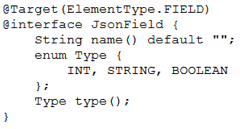 @Target(ElementType.FIELD)
@interface JsonField {
    String name() default "";
    enum Type {
        INT, STRING, BOOLEAN
    };
    Type type();
}